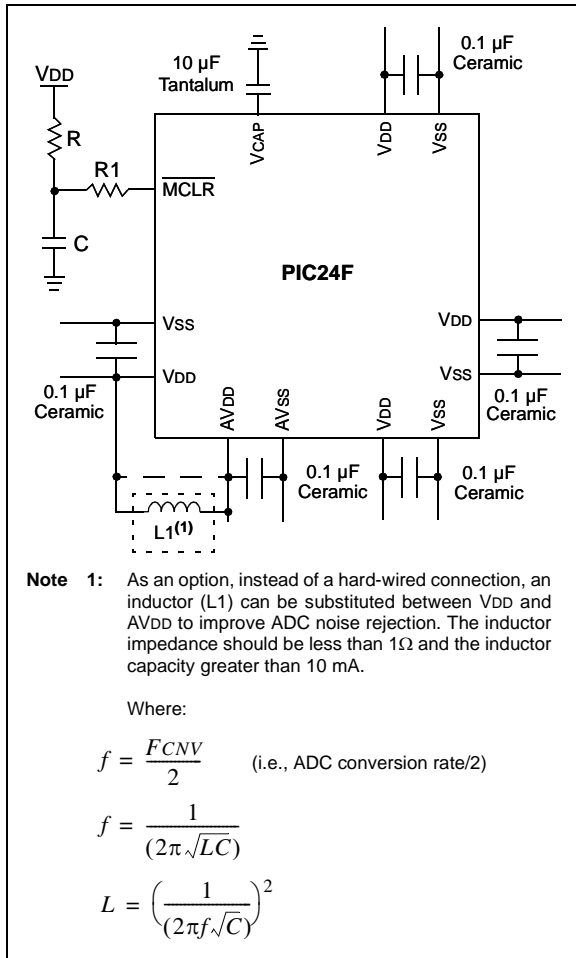 0.1 µF
Ceramic
10 µF
Tantalum
VDD
R
R1
C
VCAP
VDD
VSS
MCLR
PIC24F
VSS
VDD
0.1 µF
Ceramic
VDD
VSS
0.1 µF
Ceramic
AVDD
AVSS
VDD
VSS
0.1 µF
Ceramic
0.1 µF
Ceramic
L1(1)
Note 1: As an option, instead of a hard-wired connection, an
inductor (L1) can be substituted between VDD and
AVDD to improve ADC noise rejection. The inductor
impedance should be less than 1Ω and the inductor
capacity greater than 10 mA.
Where:
f = FCNV / 2 (i.e., ADC conversion rate/2)
f = 1 / (2π√LC)
L = (1 / (2πf√C))²